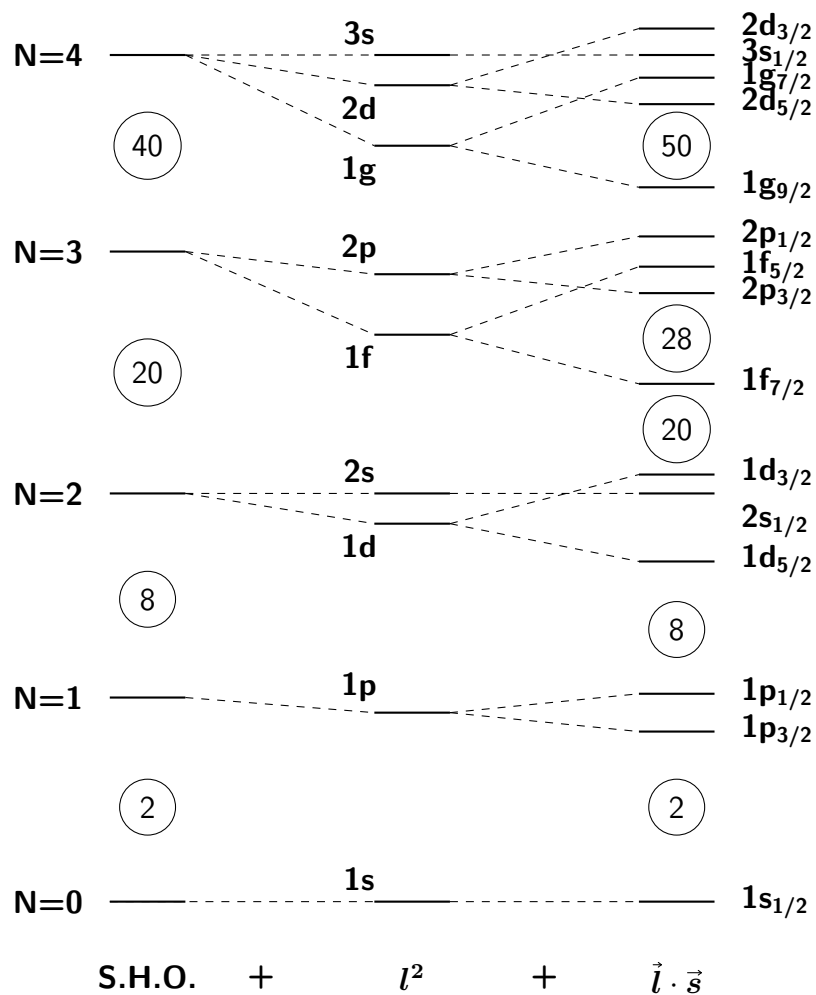 2d3/2
3s
N=4
3s1/2
1g7/2
2d
2d5/2
40
50
1g
1g9/2
2p
2p1/2
N=3
1f5/2
2p3/2
28
1f
20
1f7/2
20
2s
1d3/2
N=2
2s1/2
1d
1d5/2
8
8
1p
1p1/2
N=1
1p3/2
2
2
1s
N=0
1s1/2
S.H.O. + l² + l⃗ · s⃗